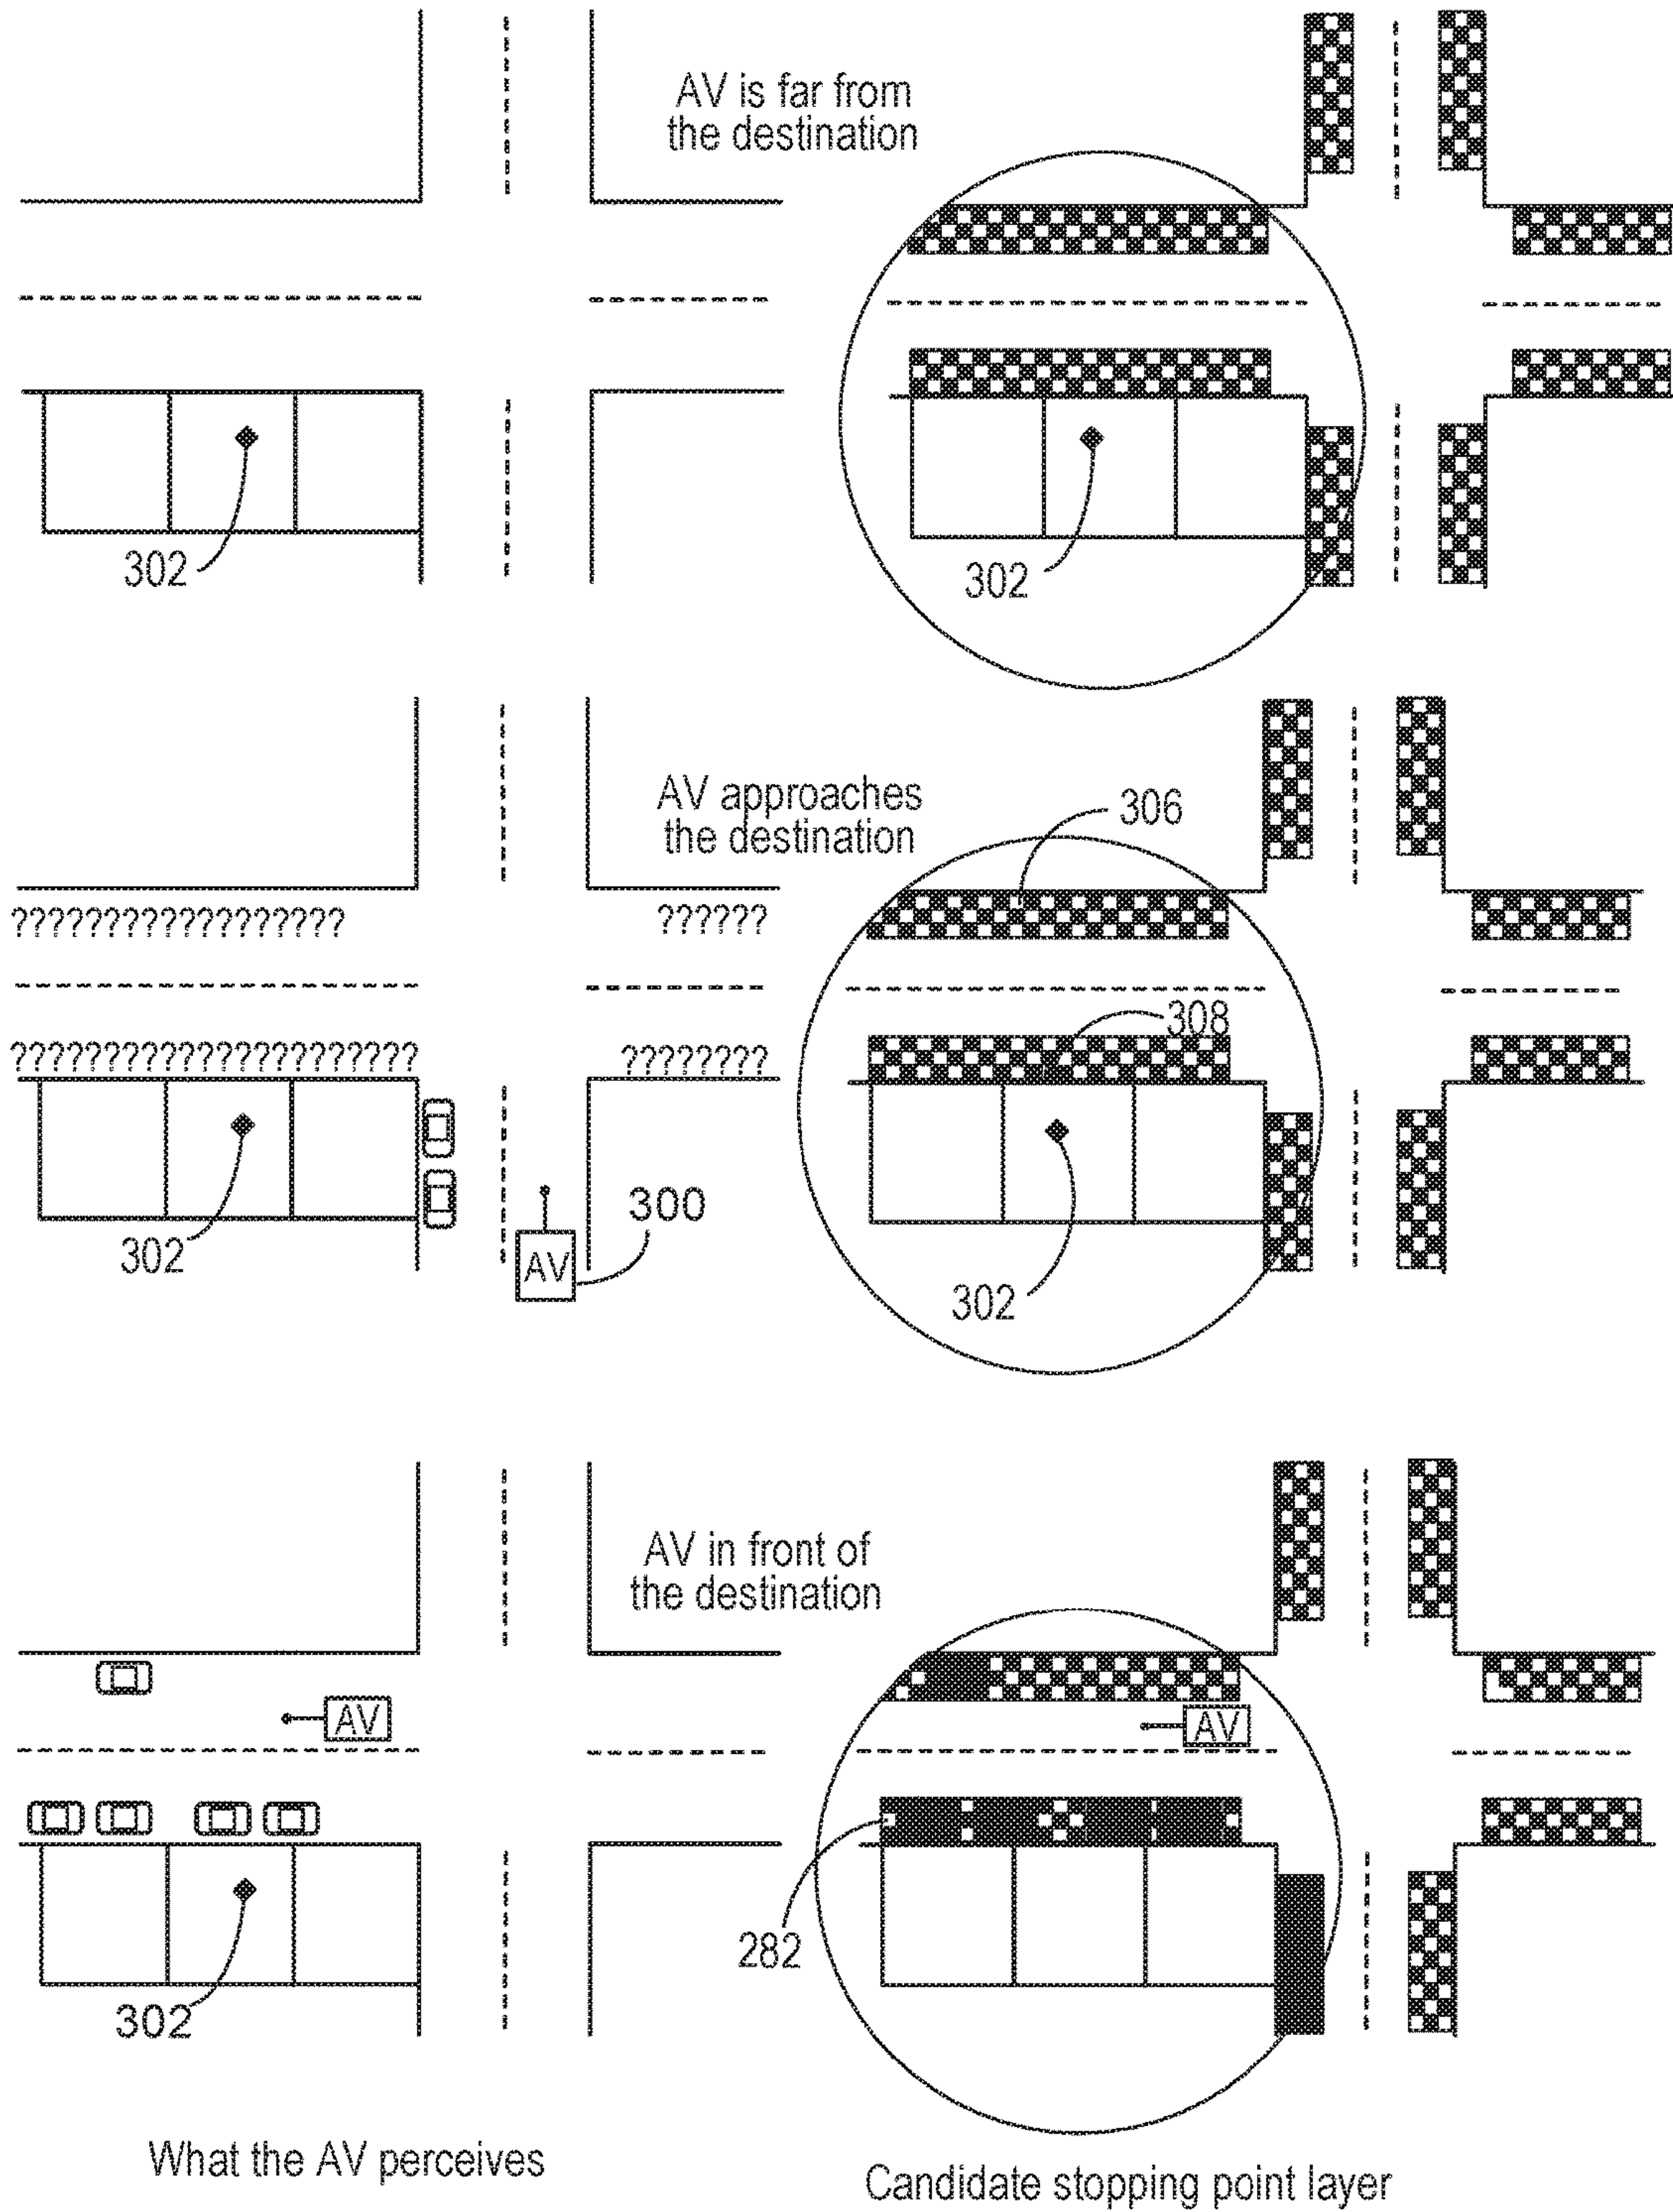 AV is far from
the destination
302
302
AV approaches
the destination
306
??????????????????
??????
308
??????????????????????
????????
300
AV
302
302
AV in front of
the destination
AV
AV
282
302
What the AV perceives
Candidate stopping point layer